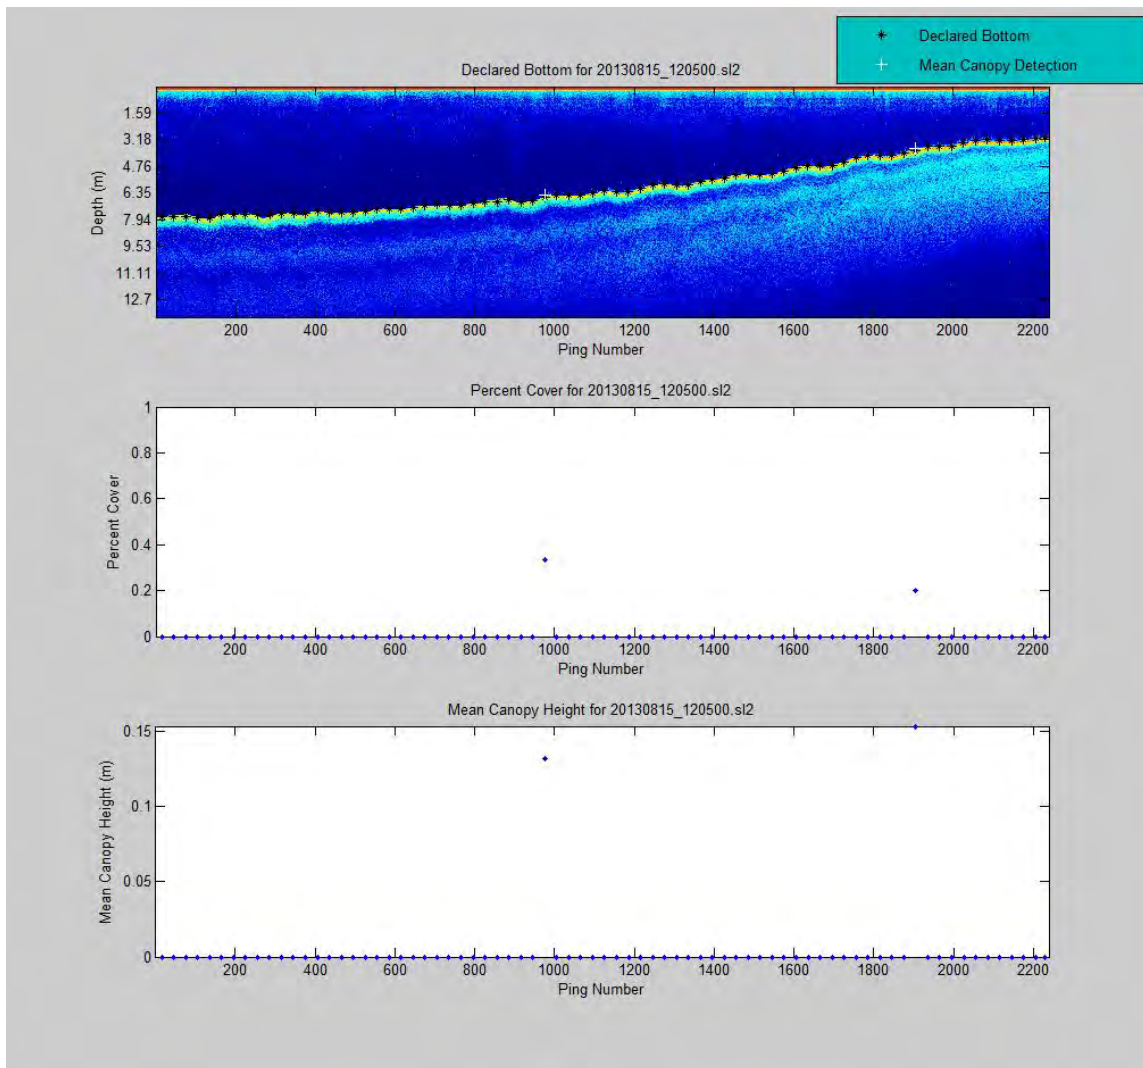 Declared Bottom
Mean Canopy Detection
Declared Bottom for 20130815_120500.sl2
1.59
3.18
4.76
6.35
7.94
9.53
11.11
12.7
Depth (m)
200 400 600 800 1000 1200 1400 1600 1800 2000 2200
Ping Number
Percent Cover for 20130815_120500.sl2
1
0.8
0.6
0.4
0.2
0
Percent Cover
200 400 600 800 1000 1200 1400 1600 1800 2000 2200
Ping Number
Mean Canopy Height for 20130815_120500.sl2
0.15
0.1
0.05
0
Mean Canopy Height (m)
200 400 600 800 1000 1200 1400 1600 1800 2000 2200
Ping Number